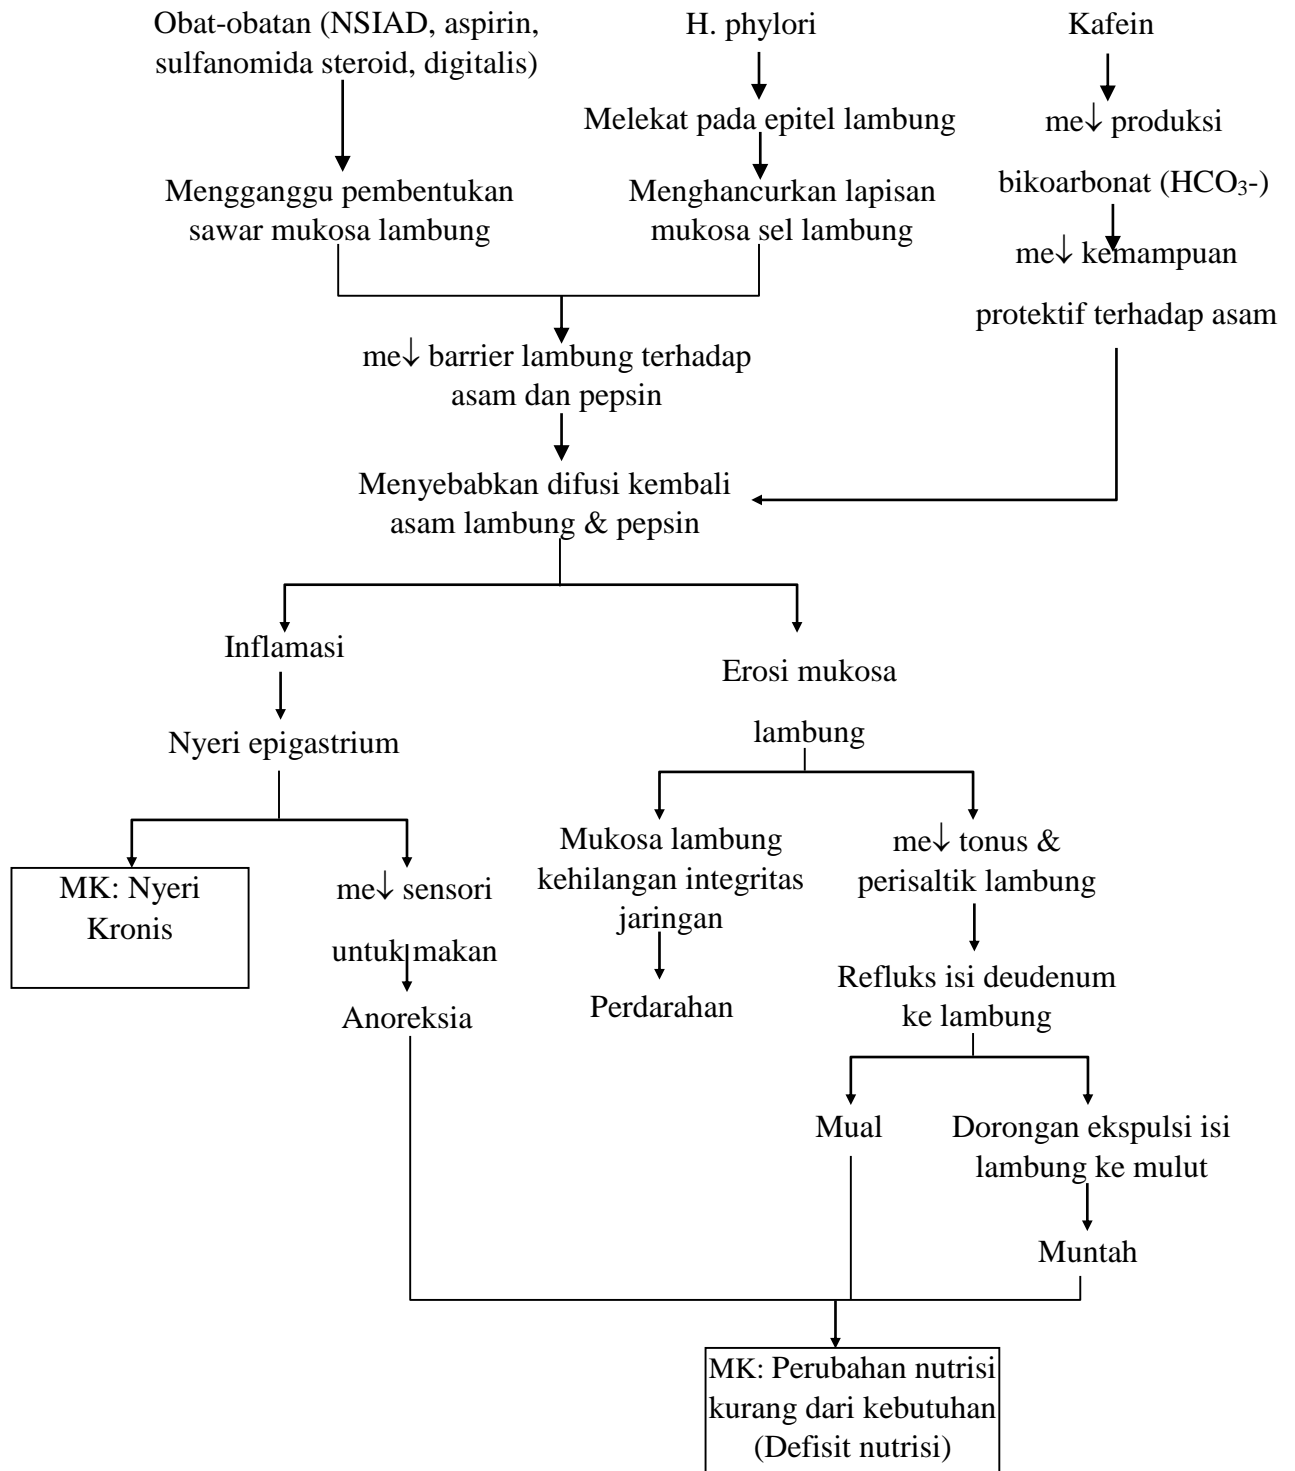 Obat-obatan (NSIAD, aspirin,
sulfanomida steroid, digitalis)
H. phylori
Kafein
Melekat pada epitel lambung
me↓ produksi
bikoarbonat (HCO₃-)
Mengganggu pembentukan
sawar mukosa lambung
Menghancurkan lapisan
mukosa sel lambung
me↓ kemampuan
protektif terhadap asam
me↓ barrier lambung terhadap
asam dan pepsin
Menyebabkan difusi kembali
asam lambung & pepsin
Inflamasi
Erosi mukosa
lambung
Nyeri epigastrium
MK: Nyeri
Kronis
me↓ sensori
untuk makan
Anoreksia
Mukosa lambung
kehilangan integritas
jaringan
Perdarahan
me↓ tonus &
perisaltik lambung
Refluks isi deudenum
ke lambung
Mual
Dorongan ekspulsi isi
lambung ke mulut
Muntah
MK: Perubahan nutrisi
kurang dari kebutuhan
(Defisit nutrisi)